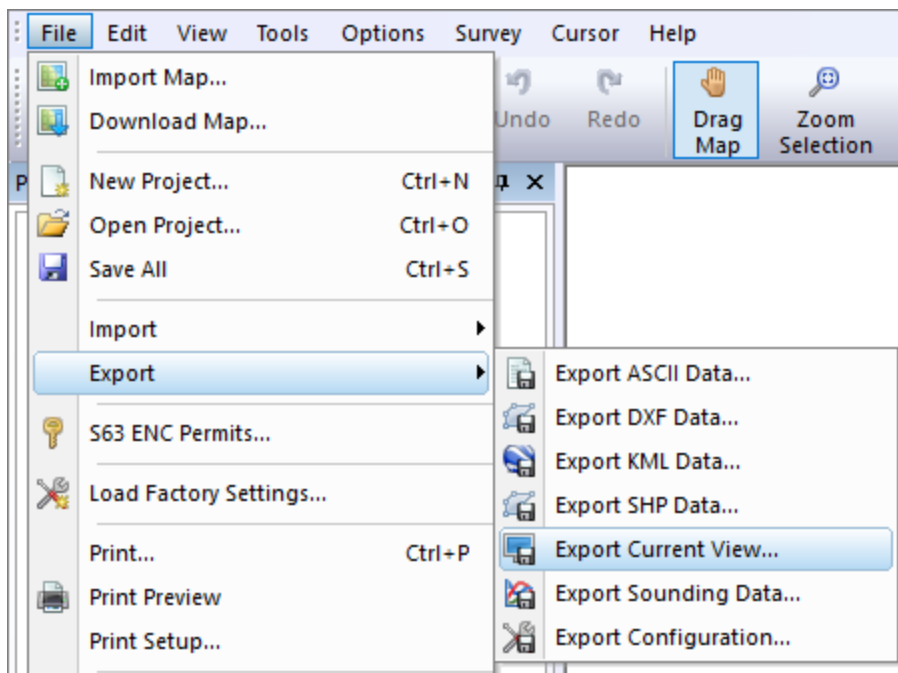 File Edit View Tools Options Survey Cursor Help
Import Map...
Download Map...
Undo Redo Drag Map Zoom Selection
P
New Project... Ctrl+N
Open Project... Ctrl+O
Save All Ctrl+S
Import
Export
S63 ENC Permits...
Load Factory Settings...
Print... Ctrl+P
Print Preview
Print Setup...
Export ASCII Data...
Export DXF Data...
Export KML Data...
Export SHP Data...
Export Current View...
Export Sounding Data...
Export Configuration...